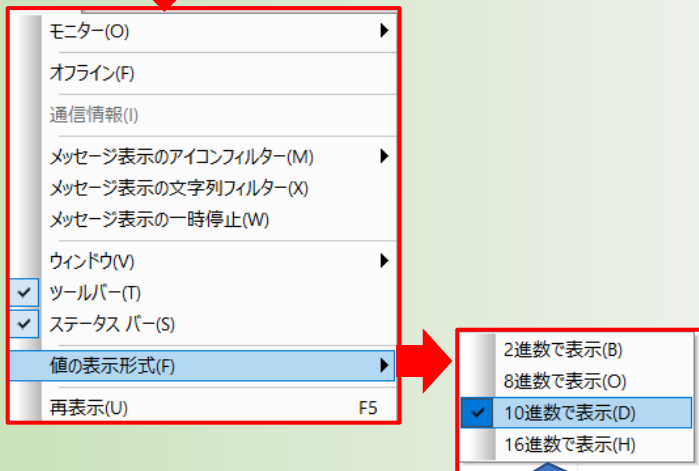 モニター(O)
オフライン(F)
通信情報(I)
メッセージ表示のアイコンフィルター(M)
メッセージ表示の文字列フィルター(X)
メッセージ表示の一時停止(W)
ウィンドウ(V)
ツールバー(T)
ステータス バー(S)
値の表示形式(F)
再表示(U) F5
2進数で表示(B)
8進数で表示(O)
10進数で表示(D)
16進数で表示(H)